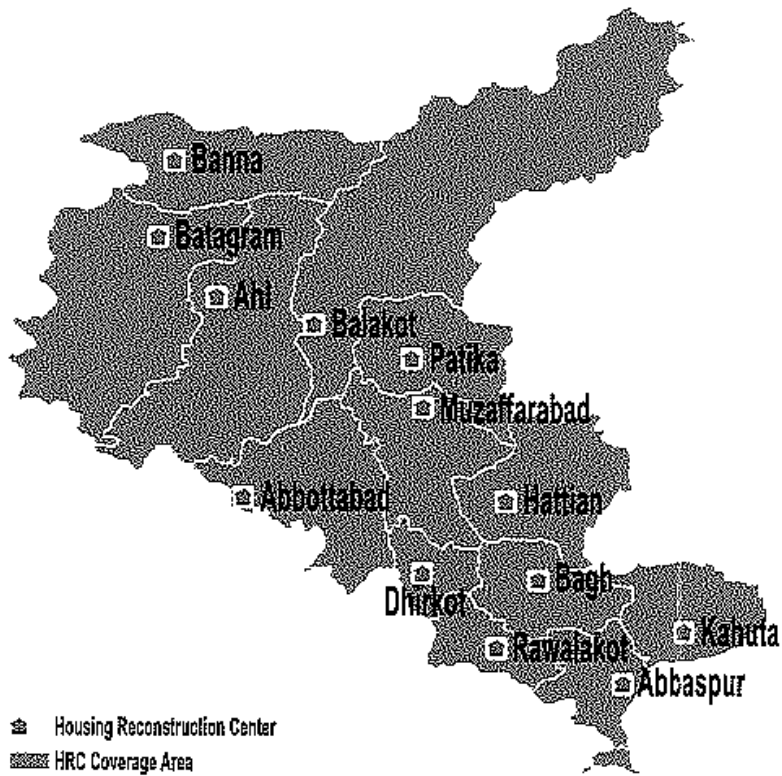 Banna
Batagram
Ahl
Balakot
Patika
Muzaffarabad
Abbottabad
Hattian
Bagh
Dhirkot
Kahuta
Rawalakot
Abbaspur
Housing Reconstruction Center
HRC Coverage Area